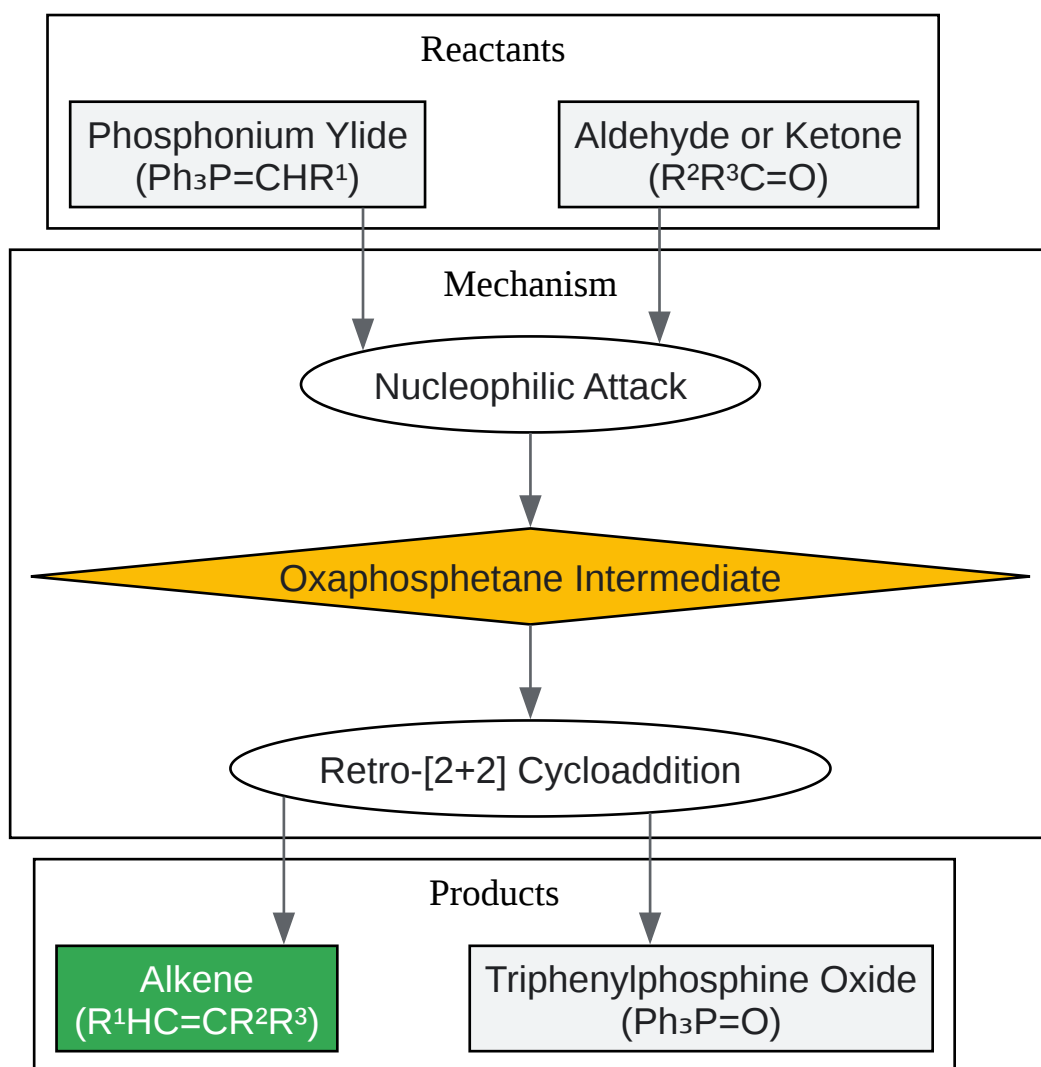 Reactants
Phosphonium Ylide
(Ph₃P=CHR¹)
Aldehyde or Ketone
(R²R³C=O)
Mechanism
Nucleophilic Attack
Oxaphosphetane Intermediate
Retro-[2+2] Cycloaddition
Products
Alkene
(R¹HC=CR²R³)
Triphenylphosphine Oxide
(Ph₃P=O)